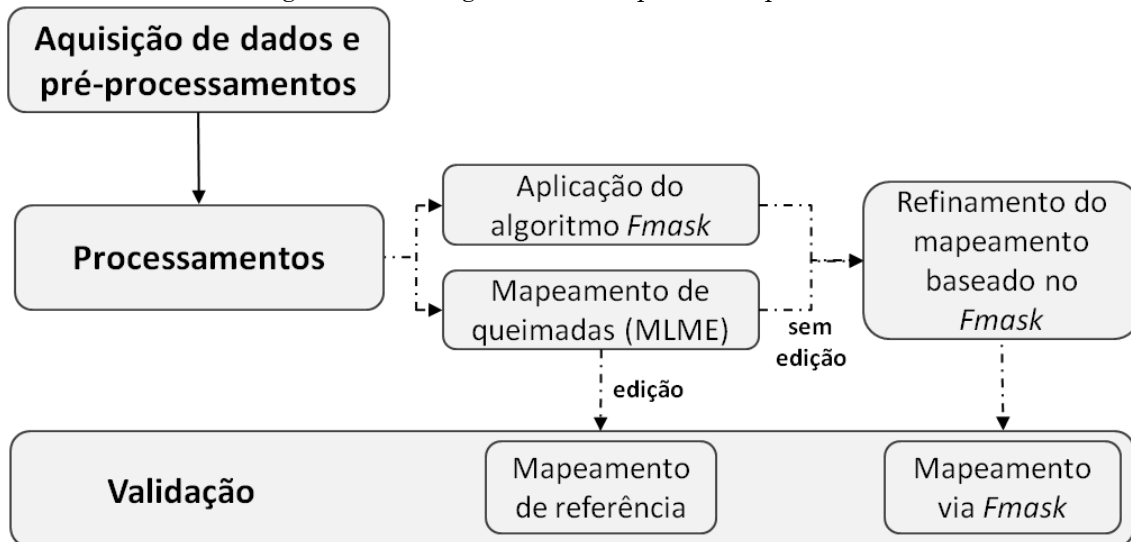 Aquisição de dados e
pré-processamentos
Processamentos
Aplicação do
algoritmo Fmask
Mapeamento de
queimadas (MLME)
sem
edição
edição
Refinamento do
mapeamento
baseado no
Fmask
Validação
Mapeamento
de referência
Mapeamento
via Fmask